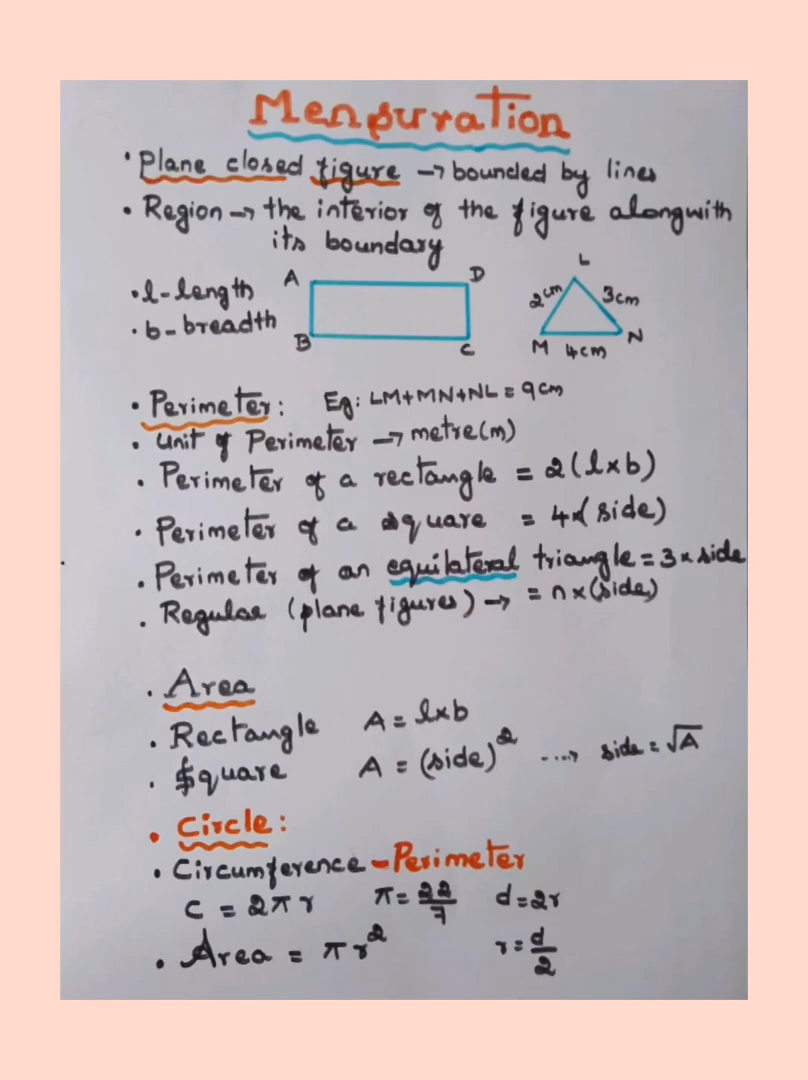 Mensuration
• Plane closed figure → bounded by lines
• Region → the interior of the figure alongwith
its boundary
• l - length
• b - breadth
A D
B C
L
2cm 3cm
M 4cm N
• Perimeter: Eg: LM+MN+NL = 9cm
• Unit of Perimeter → metre(m)
• Perimeter of a rectangle = 2(l×b)
• Perimeter of a square = 4×(side)
• Perimeter of an equilateral triangle = 3×side
• Regular (plane figures) → = n×(side)
• Area
• Rectangle A = l×b
• Square A = (side)² ....→ side = √A
• Circle:
• Circumference - Perimeter
C = 2πr π = 22/7 d = 2r
• Area = πr² r = d/2